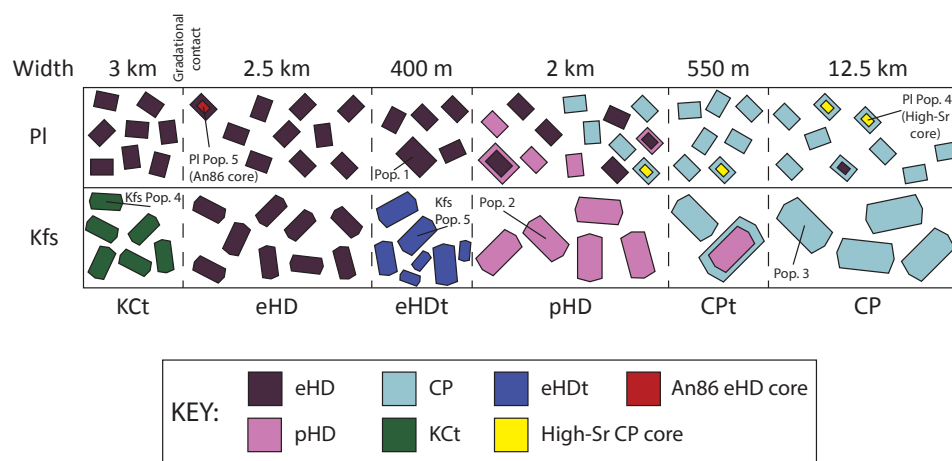 Gradational
contact
Width 3 km 2.5 km 400 m 2 km 550 m 12.5 km
Pl
Pl Pop. 5
(An86 core)
Pop. 1
Pl Pop. 4
(High-Sr
core)
Kfs
Kfs Pop. 4
Kfs
Pop. 5
Pop. 2
Pop. 3
KCt eHD eHDt pHD CPt CP
KEY:
eHD CP eHDt An86 eHD core
pHD KCt High-Sr CP core